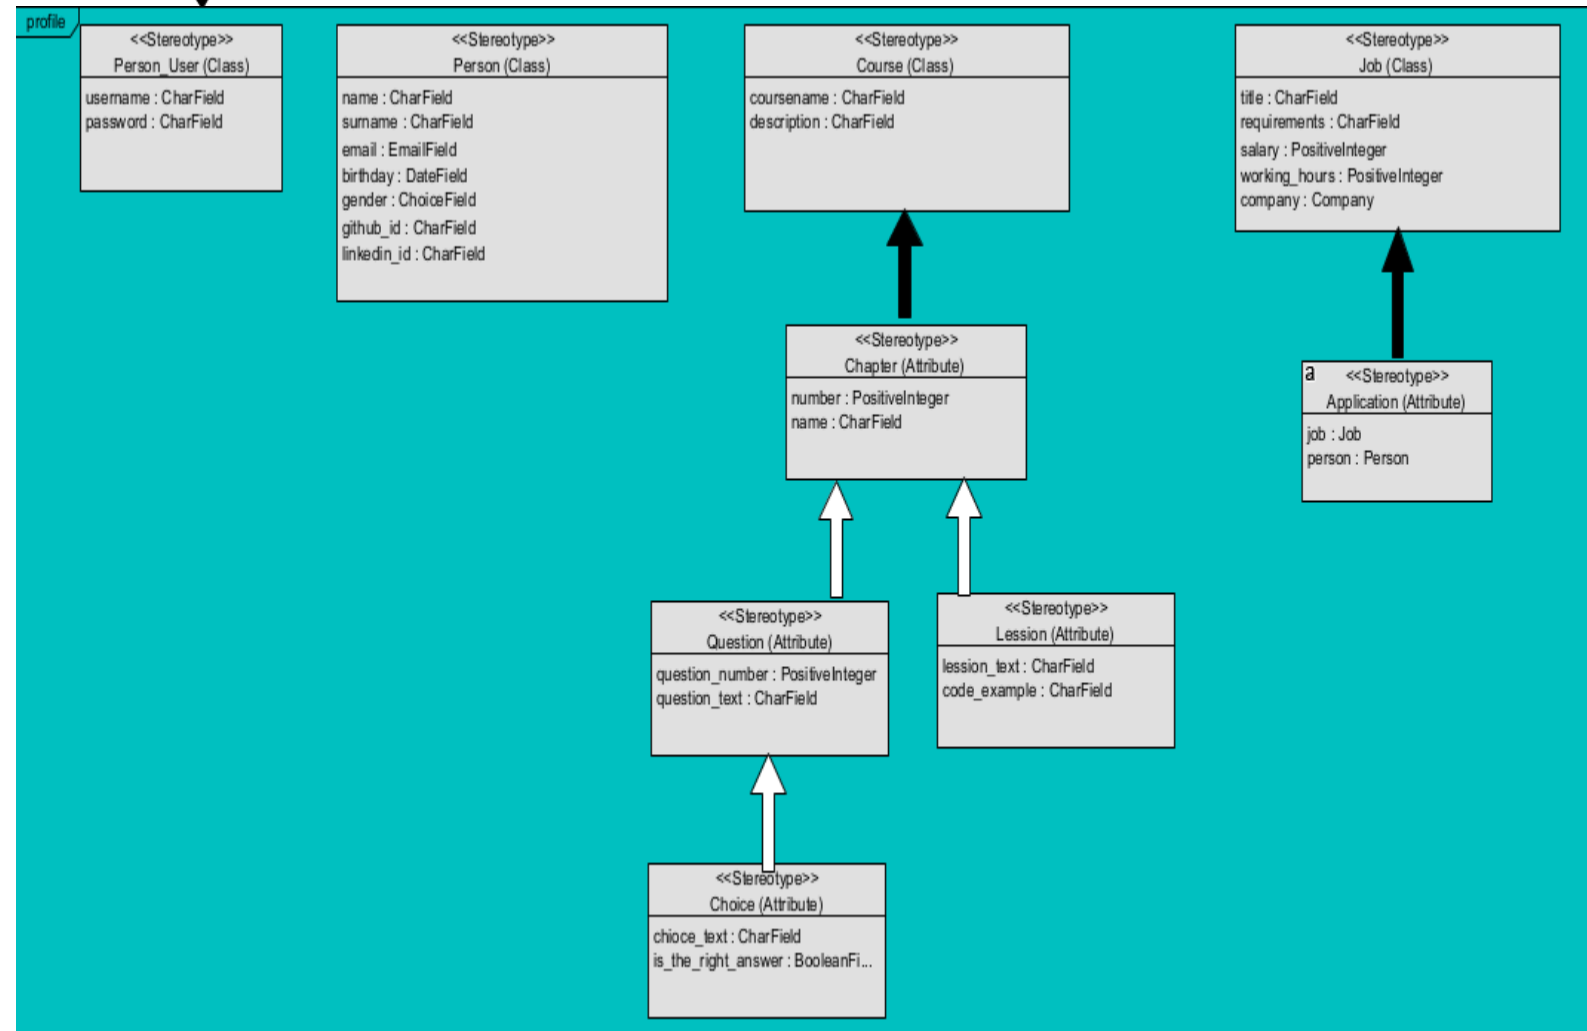 profile
<<Stereotype>>
Person_User (Class)
username : CharField
password : CharField
<<Stereotype>>
Person (Class)
name : CharField
surname : CharField
email : EmailField
birthday : DateField
gender : ChoiceField
github_id : CharField
linkedin_id : CharField
<<Stereotype>>
Course (Class)
coursename : CharField
description : CharField
<<Stereotype>>
Job (Class)
title : CharField
requirements : CharField
salary : PositiveInteger
working_hours : PositiveInteger
company : Company
<<Stereotype>>
Chapter (Attribute)
number : PositiveInteger
name : CharField
a
<<Stereotype>>
Application (Attribute)
job : Job
person : Person
<<Stereotype>>
Question (Attribute)
question_number : PositiveInteger
question_text : CharField
<<Stereotype>>
Lession (Attribute)
lession_text : CharField
code_example : CharField
<<Stereotype>>
Choice (Attribute)
chioce_text : CharField
is_the_right_answer : BooleanFi...